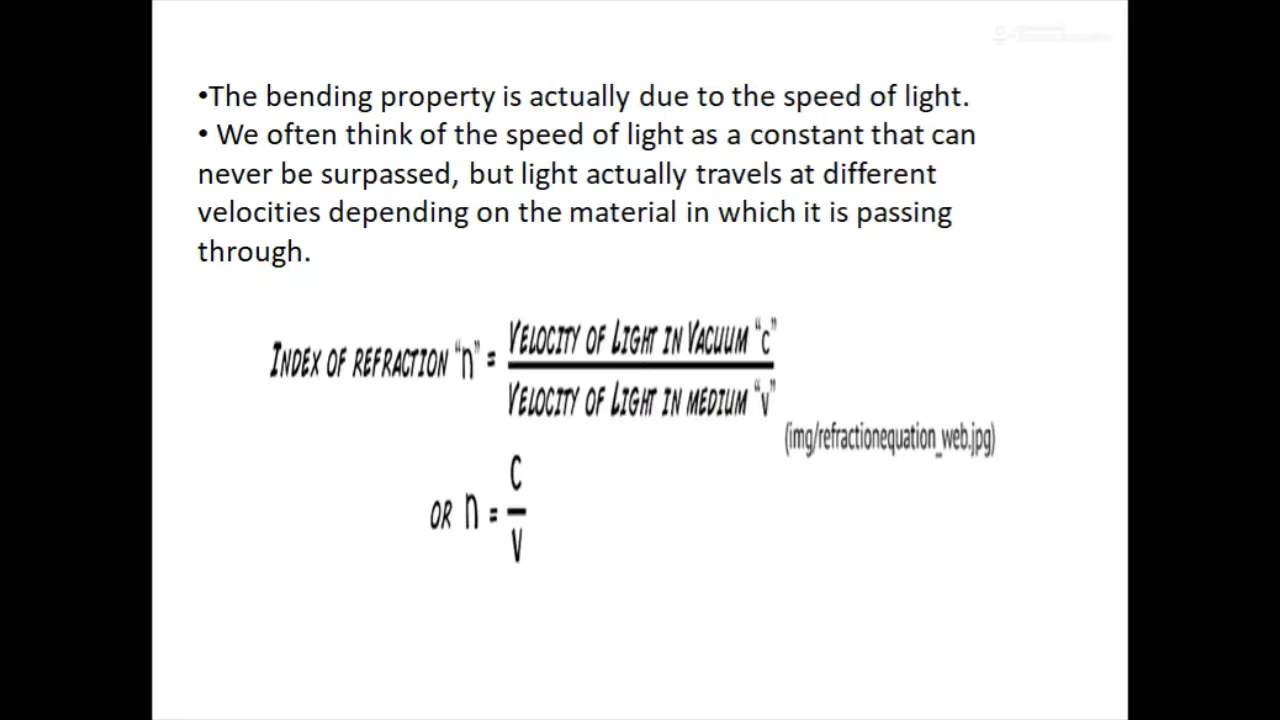 •The bending property is actually due to the speed of light.
• We often think of the speed of light as a constant that can
never be surpassed, but light actually travels at different
velocities depending on the material in which it is passing
through.
INDEX OF REFRACTION "n" = VELOCITY OF LIGHT IN VACUUM "c"
VELOCITY OF LIGHT IN MEDIUM "v"
(img/refractionequation_web.jpg)
OR n = c
v